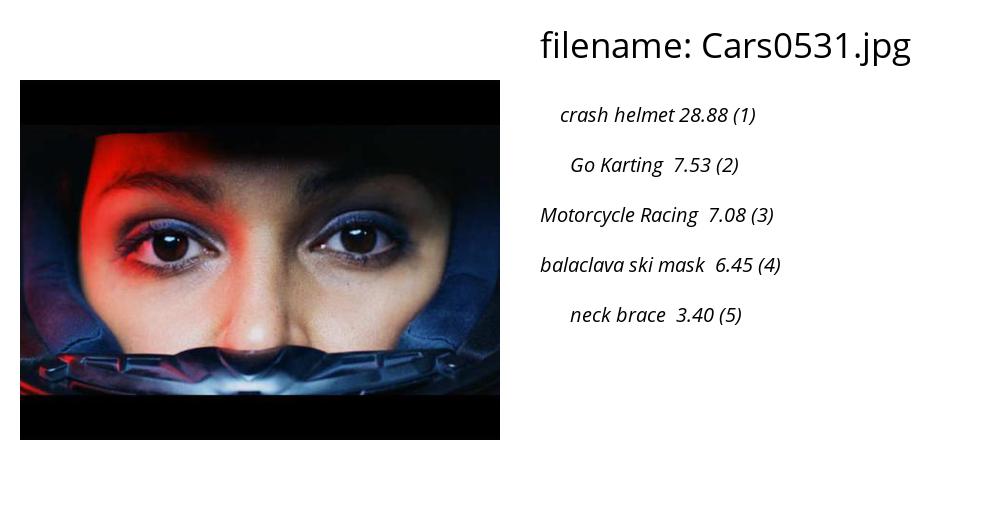 filename: Cars0531.jpg
crash helmet 28.88 (1)
Go Karting 7.53 (2)
Motorcycle Racing 7.08 (3)
balaclava ski mask 6.45 (4)
neck brace 3.40 (5)